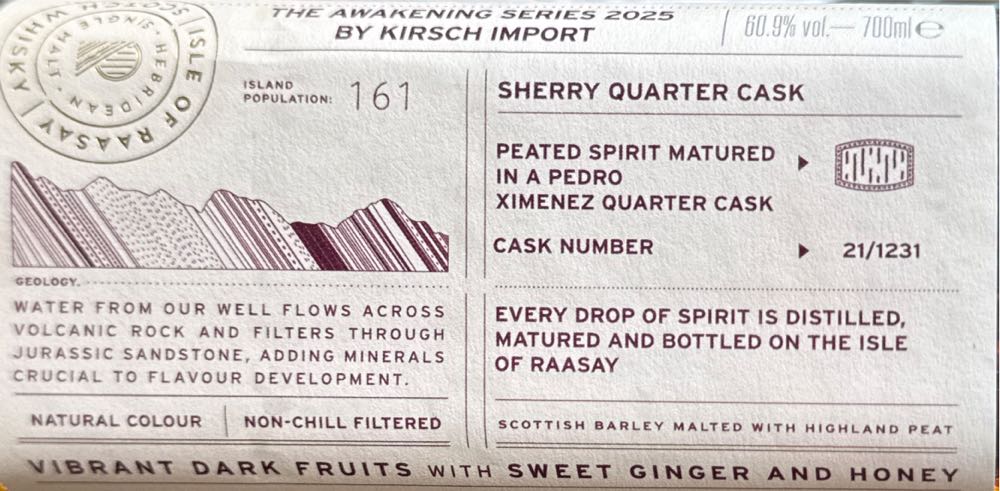 THE AWAKENING SERIES 2025
BY KIRSCH IMPORT
60.9% vol.— 700ml ℮
ISLE OF RAASAY
SCOTCH WHISKY
HEBRIDEAN
SINGLE MALT
ISLAND
POPULATION: 161
GEOLOGY.
WATER FROM OUR WELL FLOWS ACROSS
VOLCANIC ROCK AND FILTERS THROUGH
JURASSIC SANDSTONE, ADDING MINERALS
CRUCIAL TO FLAVOUR DEVELOPMENT.
NATURAL COLOUR
NON-CHILL FILTERED
SHERRY QUARTER CASK
PEATED SPIRIT MATURED
IN A PEDRO
XIMENEZ QUARTER CASK
CASK NUMBER 21/1231
EVERY DROP OF SPIRIT IS DISTILLED,
MATURED AND BOTTLED ON THE ISLE
OF RAASAY
SCOTTISH BARLEY MALTED WITH HIGHLAND PEAT
VIBRANT DARK FRUITS WITH SWEET GINGER AND HONEY